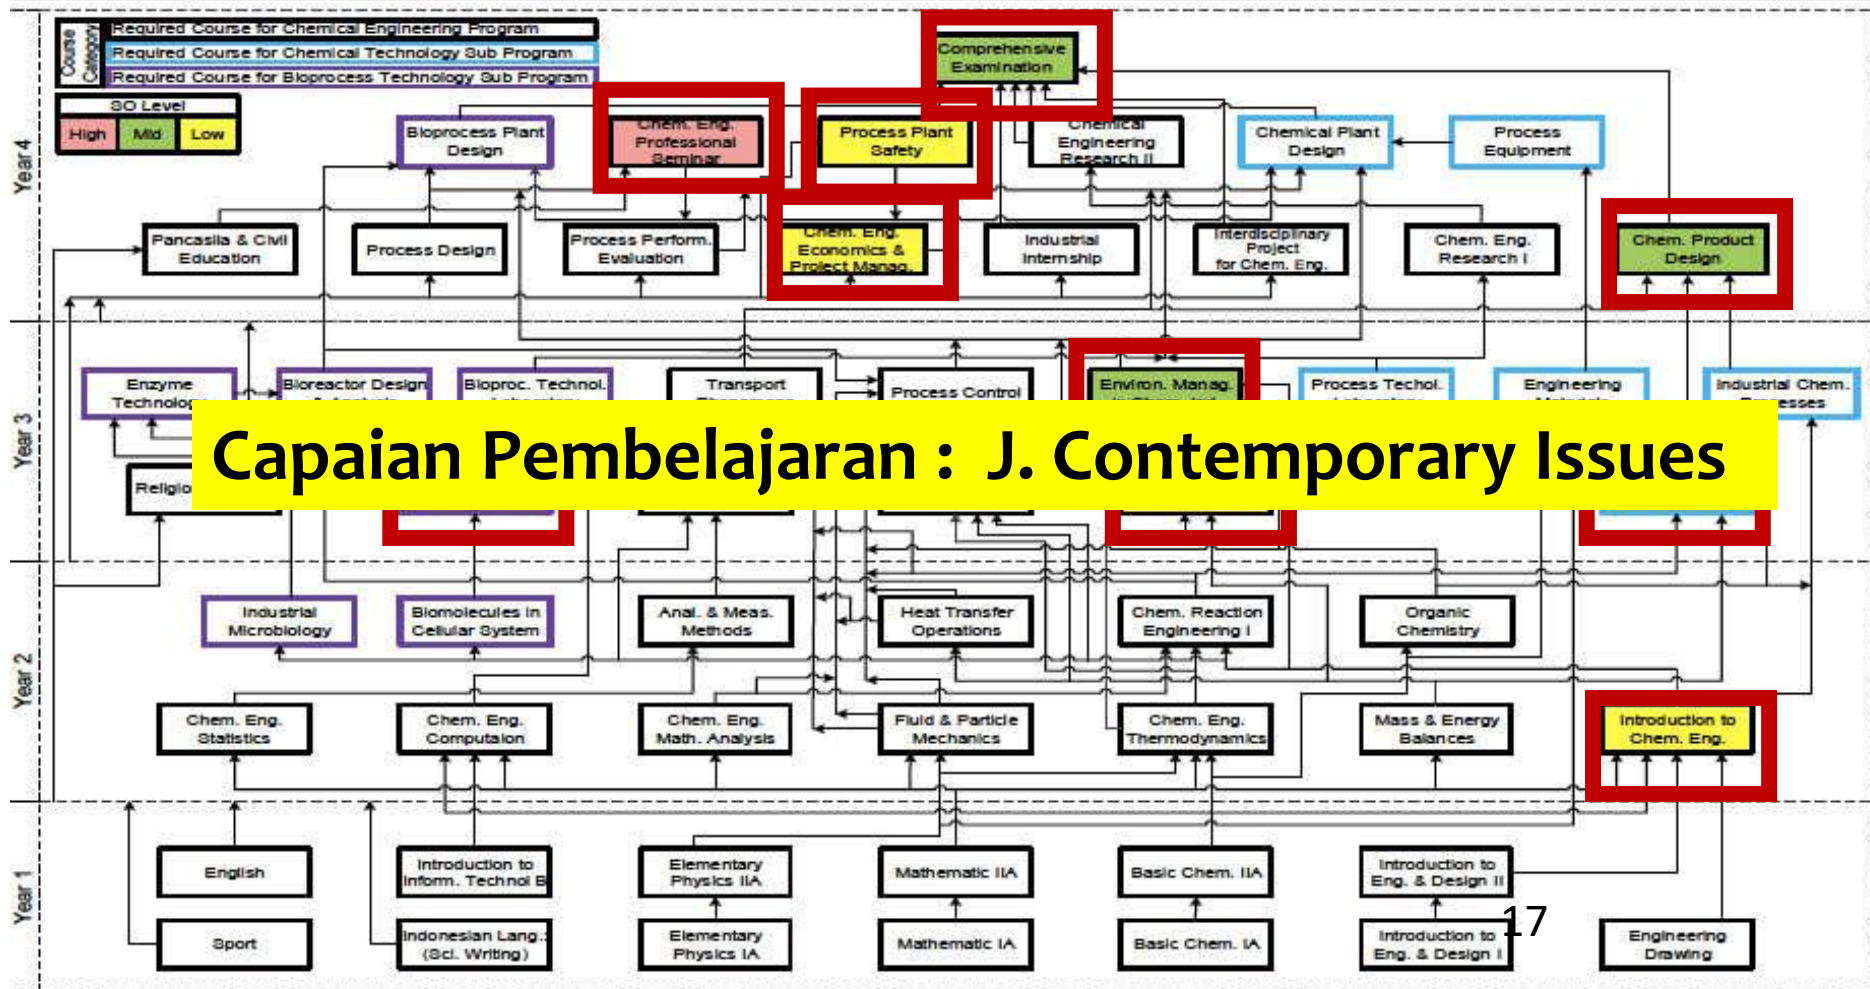 Course
Category
Required Course for Chemical Engineering Program
Required Course for Chemical Technology Sub Program
Required Course for Bioprocess Technology Sub Program
SO Level
High
Mid
Low
Comprehensive
Examination
Year4
Bioprocess Plant
Design
Chem. Eng.
Professional
Seminar
Process Plant
Safety
Chemical
Engineering
Research II
Chemical Plant
Design
Process
Equipment
Pancasila & Civil
Education
Process Design
Process Perform.
Evaluation
Chem. Eng.
Economics &
Project Manag.
Industrial
Internship
Interdisciplinary
Project
for Chem. Eng.
Chem. Eng.
Research I
Chem. Product
Design
Year 3
Enzyme
Technology
Bioreactor Design
Bioproc. Technol.
Transport
Process Control
Environ. Manag.
Process Techol.
Engineering
Industrial Chem.
Processes
Capaian Pembelajaran : J. Contemporary Issues
Religio
Year 2
Industrial
Microbiology
Biomolecules in
Cellular System
Anal. & Meas.
Methods
Heat Transfer
Operations
Chem. Reaction
Engineering I
Organic
Chemistry
Chem. Eng.
Statistics
Chem. Eng.
Computaion
Chem. Eng.
Math. Analysis
Fluid & Particle
Mechanics
Chem. Eng.
Thermodynamics
Mass & Energy
Balances
Introduction to
Chem. Eng.
Year 1
English
Introduction to
Inform. Technol B
Elementary
Physics IIA
Mathematic IIA
Basic Chem. IIA
Introduction to
Eng. & Design II
Sport
Indonesian Lang.:
(Sci. Writing)
Elementary
Physics IA
Mathematic IA
Basic Chem. IA
Introduction to
Eng. & Design I
Engineering
Drawing
17